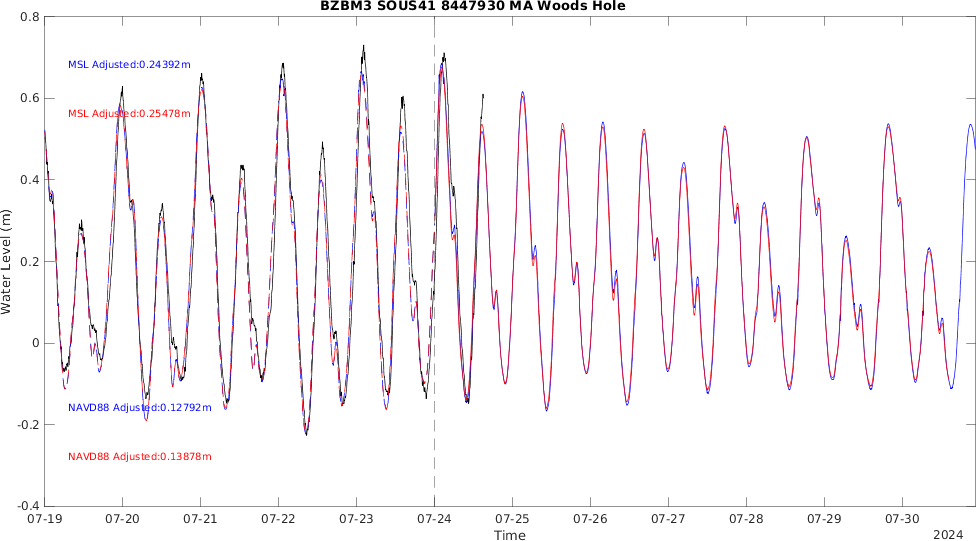 BZBM3 SOUS41 8447930 MA Woods Hole
0.8
MSL Adjusted:0.24392m
0.6
MSL Adjusted:0.25478m
0.4
Water Level (m)
0.2
0
NAVD88 Adjusted:0.12792m
-0.2
NAVD88 Adjusted:0.13878m
-0.4
07-19 07-20 07-21 07-22 07-23 07-24 07-25 07-26 07-27 07-28 07-29 07-30
Time
2024